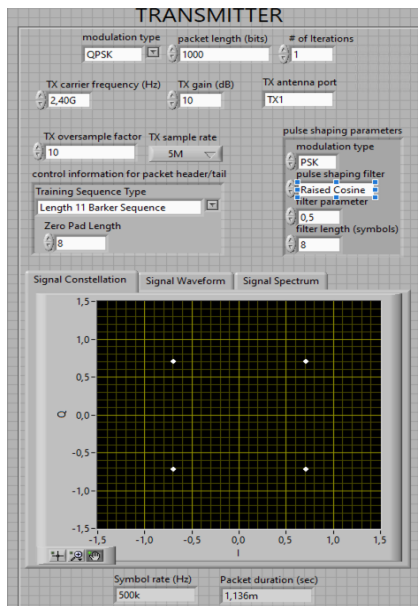 TRANSMITTER
modulation type packet length (bits) # of Iterations
QPSK 1000 1
TX carrier frequency (Hz) TX gain (dB) TX antenna port
2,40G 10 TX1
TX oversample factor TX sample rate
10 5M
control information for packet header/tail
Training Sequence Type
Length 11 Barker Sequence
Zero Pad Length
8
pulse shaping parameters
modulation type
PSK
pulse shaping filter
Raised Cosine
filter parameter
0,5
filter length (symbols)
8
Signal Constellation Signal Waveform Signal Spectrum
1,5
1,0
0,5
0,0
-0,5
-1,0
-1,5
Q
-1,5 -1,0 -0,5 0,0 0,5 1,0 1,5
I
Symbol rate (Hz) Packet duration (sec)
500k 1,136m